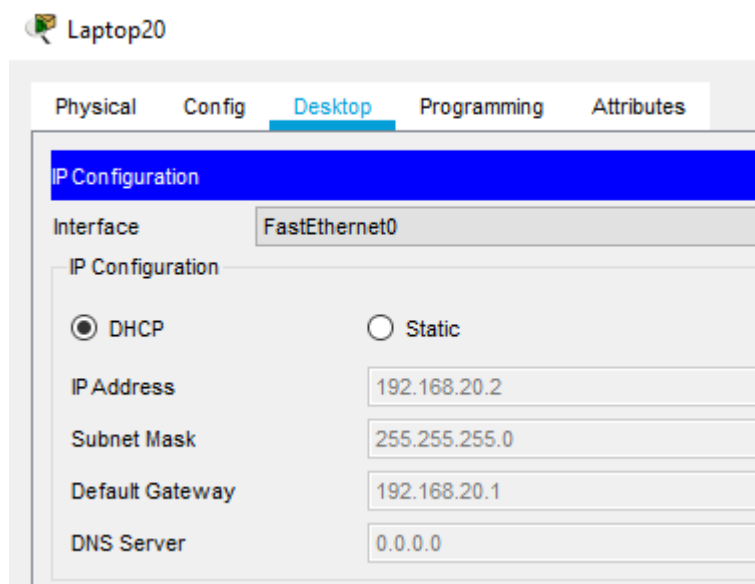 Laptop20
Physical Config Desktop Programming Attributes
IP Configuration
Interface FastEthernet0
IP Configuration
DHCP Static
IP Address 192.168.20.2
Subnet Mask 255.255.255.0
Default Gateway 192.168.20.1
DNS Server 0.0.0.0